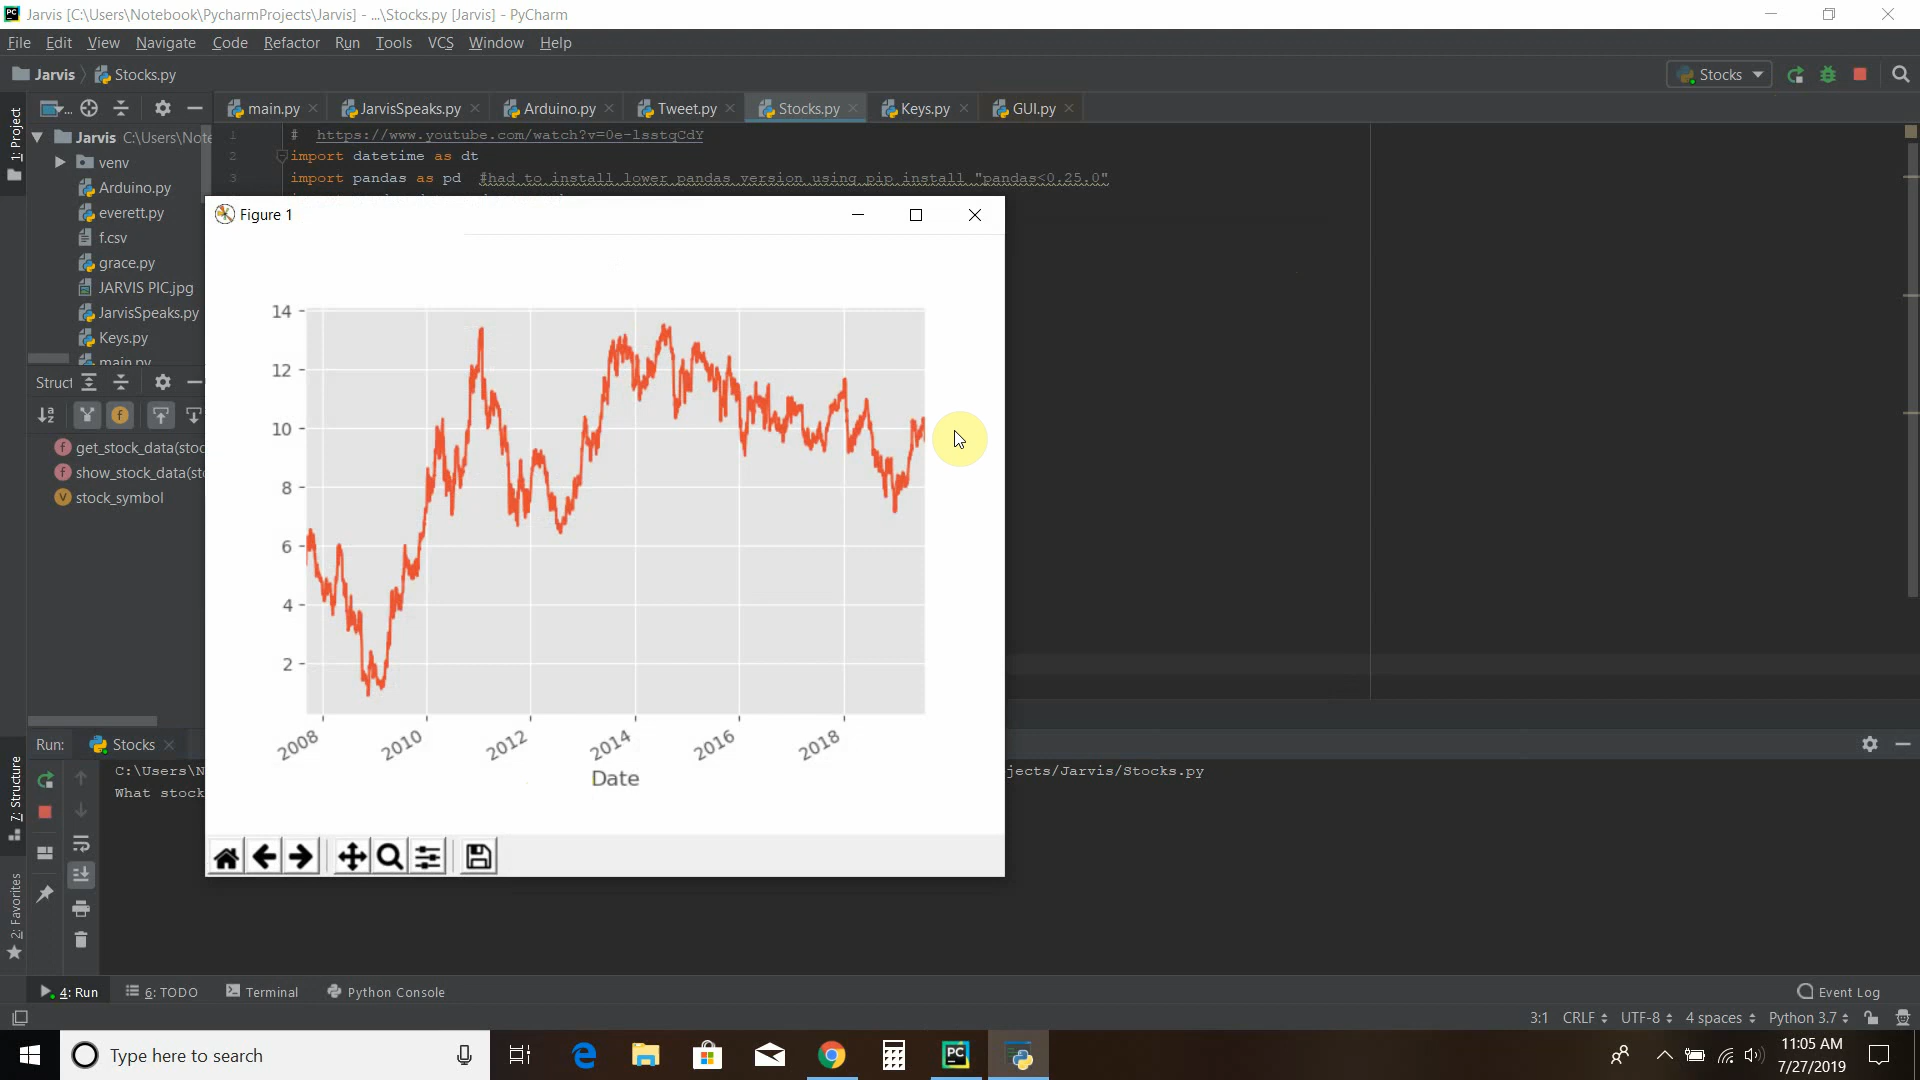 Jarvis [C:\Users\Notebook\PycharmProjects\Jarvis] - ...\Stocks.py [Jarvis] - PyCharm
File Edit View Navigate Code Refactor Run Tools VCS Window Help
Jarvis Stocks.py
Stocks
1: Project
main.py JarvisSpeaks.py Arduino.py Tweet.py Stocks.py Keys.py GUI.py
Jarvis C:\Users\Note
venv
Arduino.py
everett.py
f.csv
grace.py
JARVIS PIC.jpg
JarvisSpeaks.py
Keys.py
main.py
1 # https://www.youtube.com/watch?v=0e-lsstqCdY
2 import datetime as dt
3 import pandas as pd #had to install lower pandas version using pip install "pandas<0.25.0"
Struct
get_stock_data(stoc
show_stock_data(sto
stock_symbol
Figure 1
14
12
10
8
6
4
2
2008 2010 2012 2014 2016 2018
Date
Run: Stocks
C:\Users\N
jects/Jarvis/Stocks.py
What stock
7: Structure
2: Favorites
4: Run 6: TODO Terminal Python Console Event Log
3:1 CRLF UTF-8 4 spaces Python 3.7
Type here to search
11:05 AM
7/27/2019